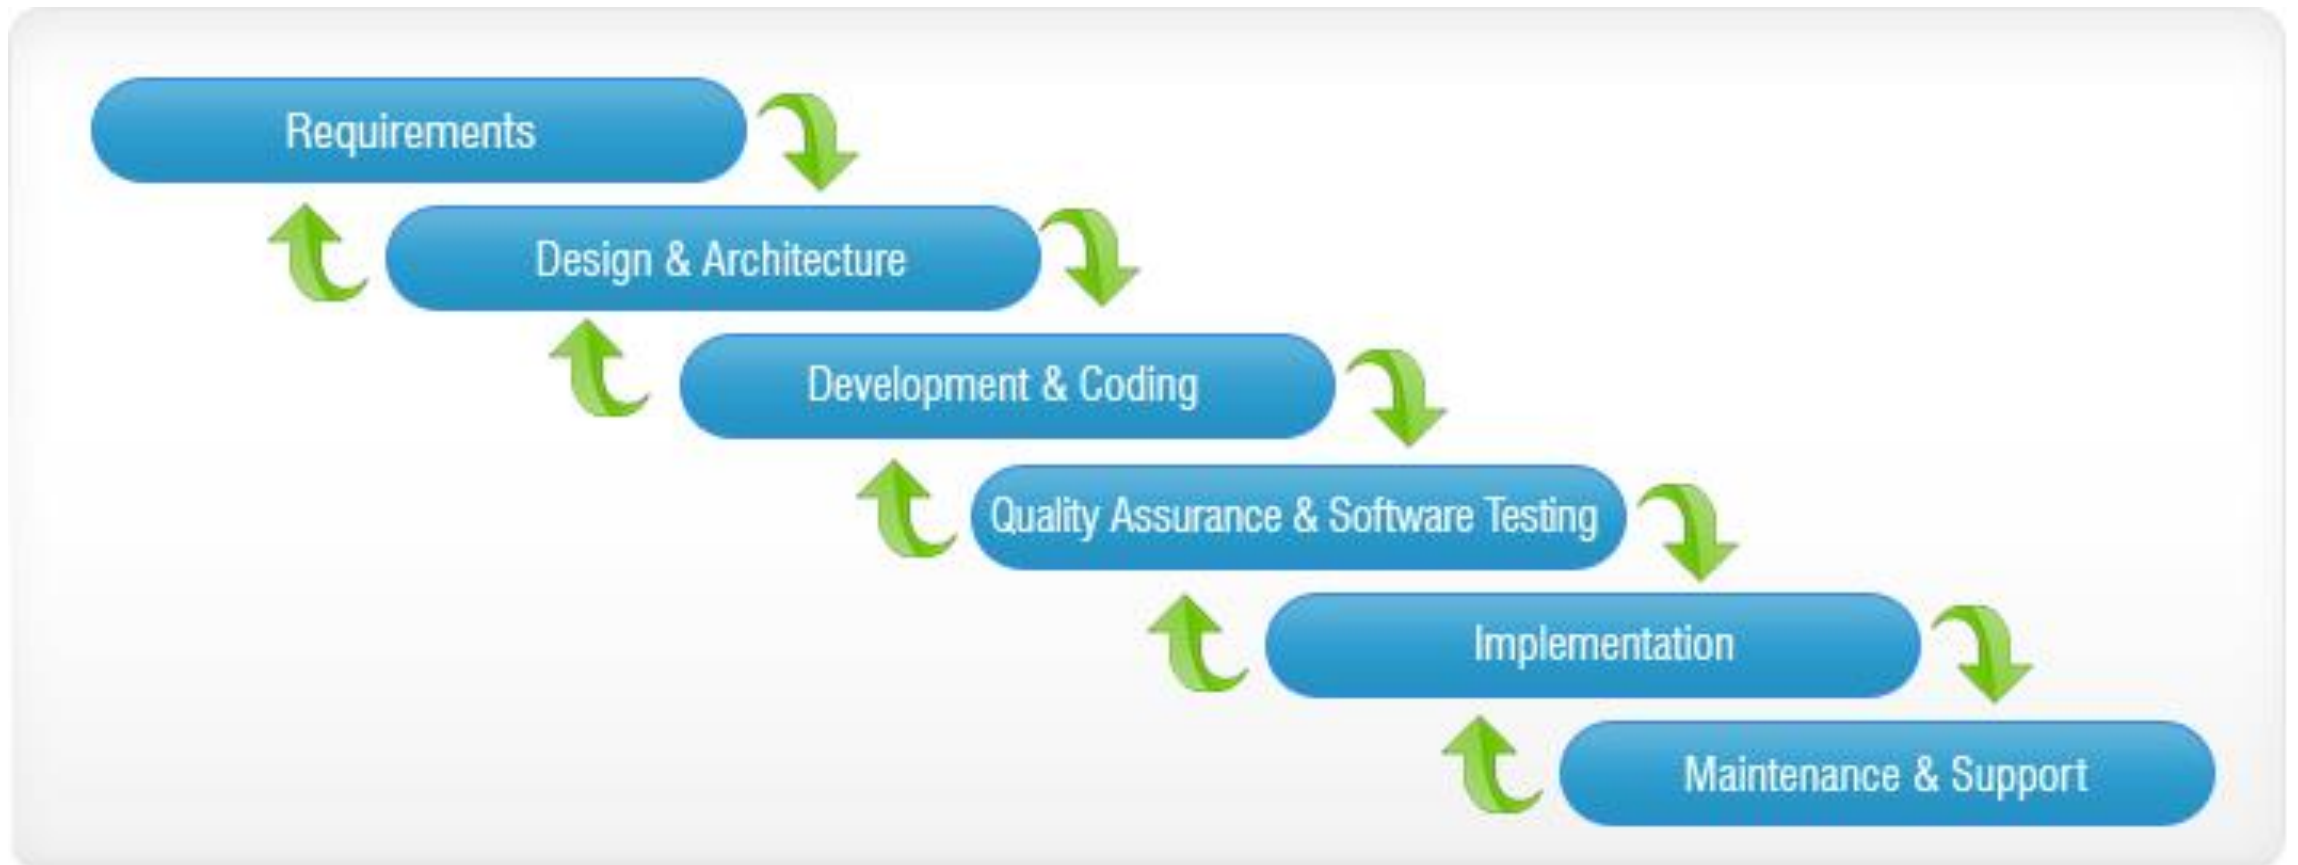 Requirements
Design & Architecture
Development & Coding
Quality Assurance & Software Testing
Implementation
Maintenance & Support